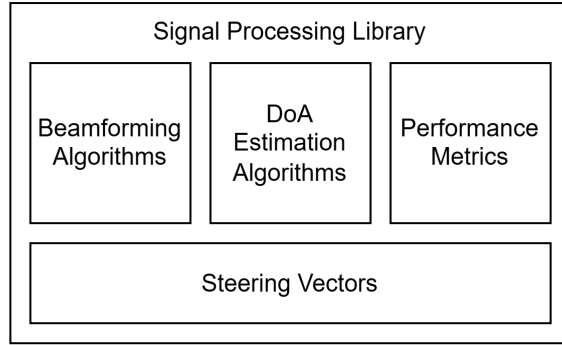 Signal Processing Library
Beamforming
Algorithms
DoA
Estimation
Algorithms
Performance
Metrics
Steering Vectors